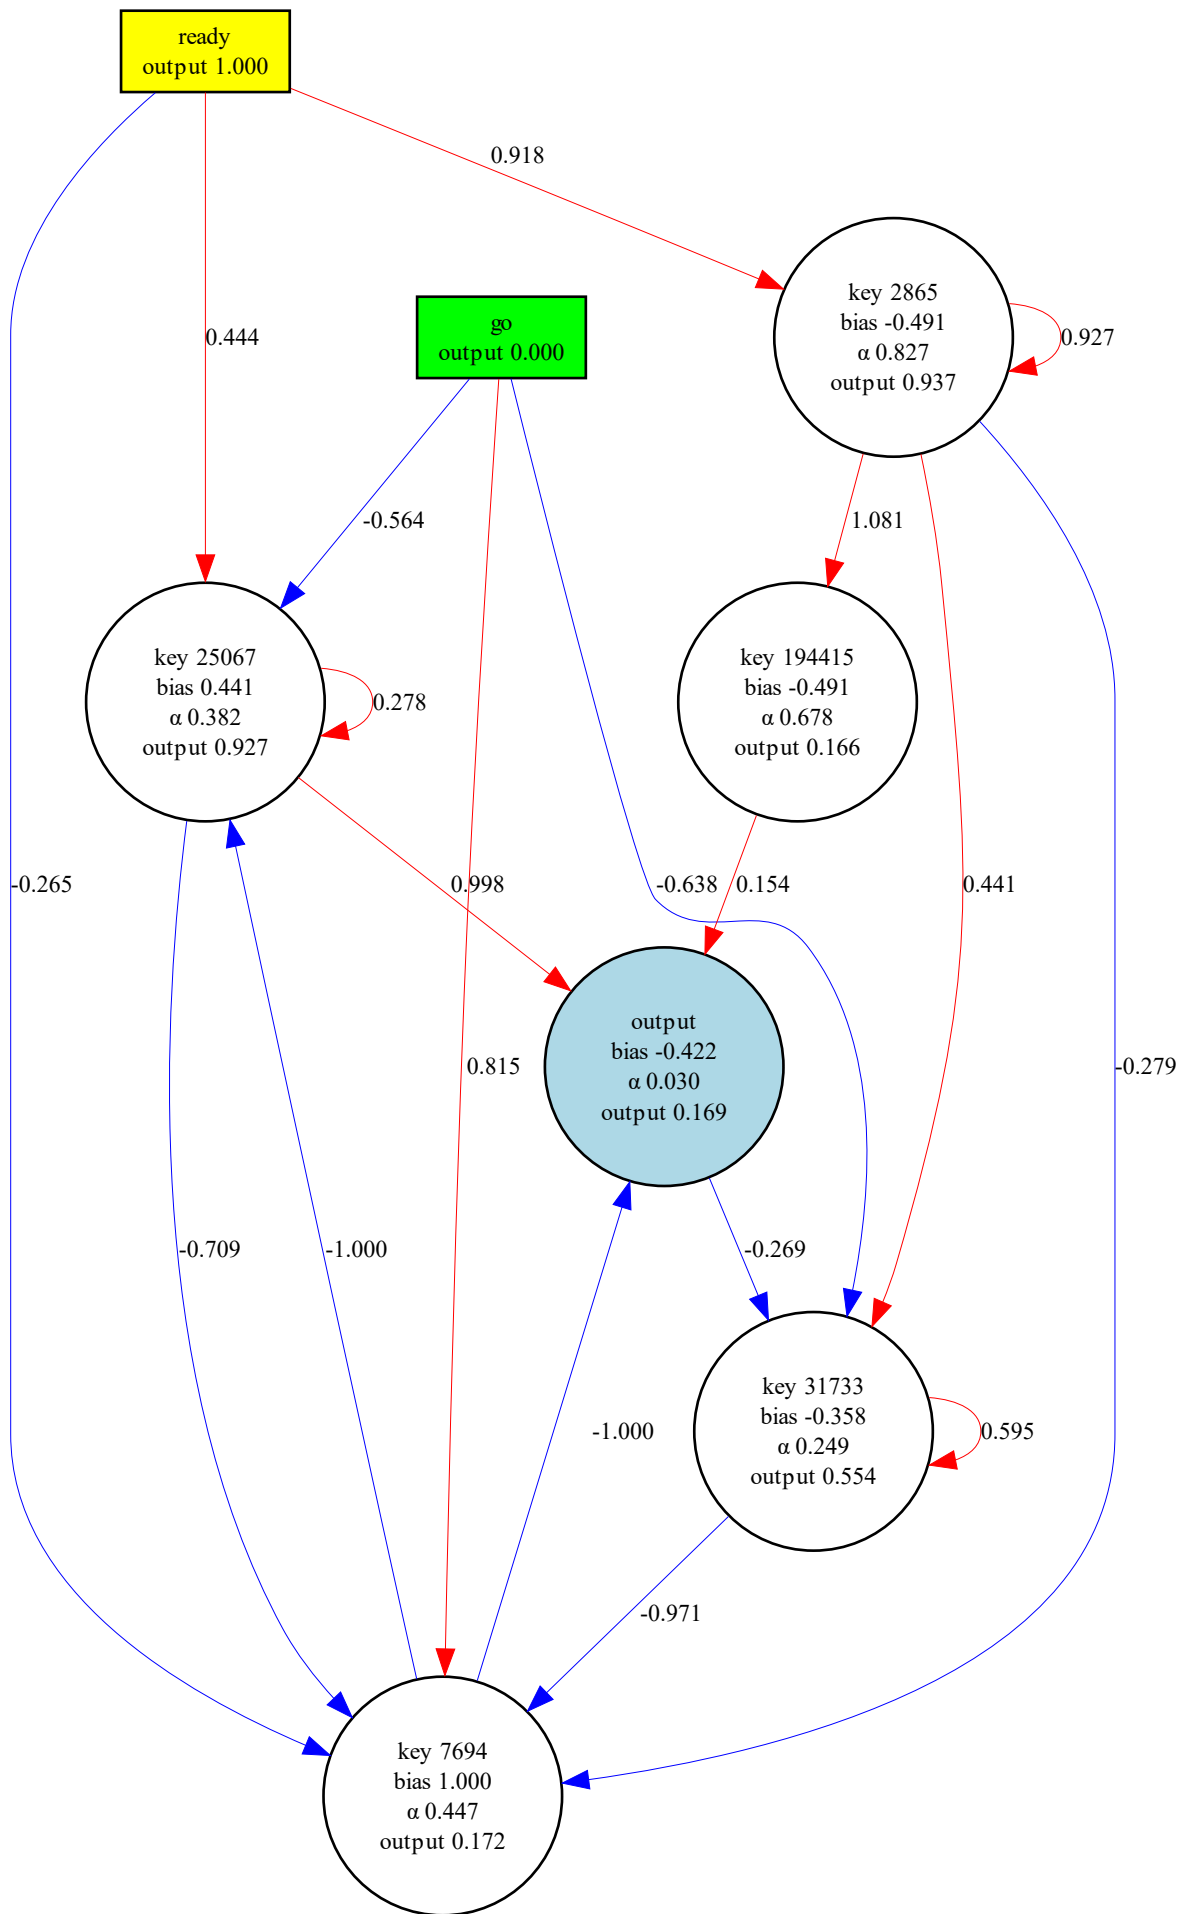 ready
output 1.000
0.918
key 2865
bias -0.491
α 0.827
output 0.937
0.927
go
output 0.000
0.444
-0.564
1.081
key 25067
bias 0.441
α 0.382
output 0.927
0.278
key 194415
bias -0.491
α 0.678
output 0.166
-0.265
0.998
-0.638
0.154
0.441
output
bias -0.422
α 0.030
output 0.169
0.815
-0.279
-0.709
-1.000
-0.269
key 31733
bias -0.358
α 0.249
output 0.554
0.595
-1.000
-0.971
key 7694
bias 1.000
α 0.447
output 0.172